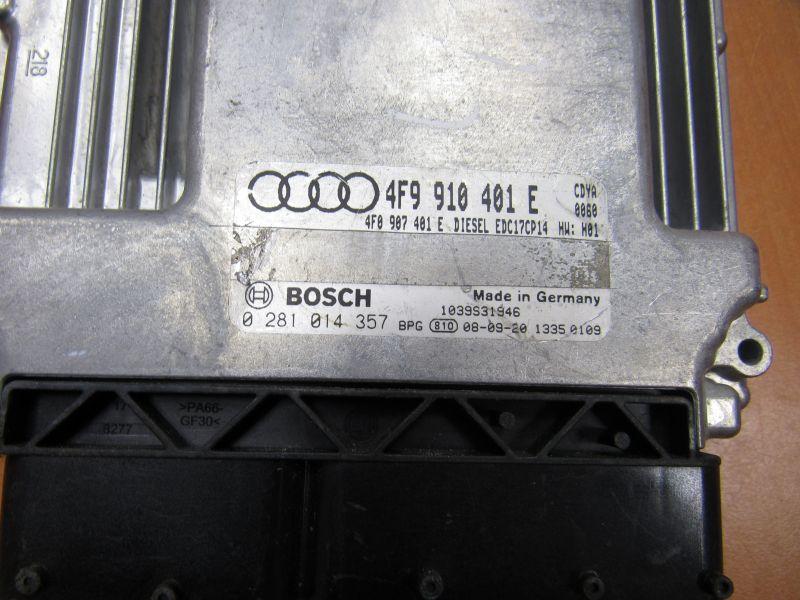 218
4F9 910 401 E CDYA
0060
4F0 907 401 E DIESEL EDC17CP14 HW: H01
BOSCH Made in Germany
1039S31946
0 281 014 357 BPG 810 08-09-20 1335 0109
17 >PA66-
8277 GF30<